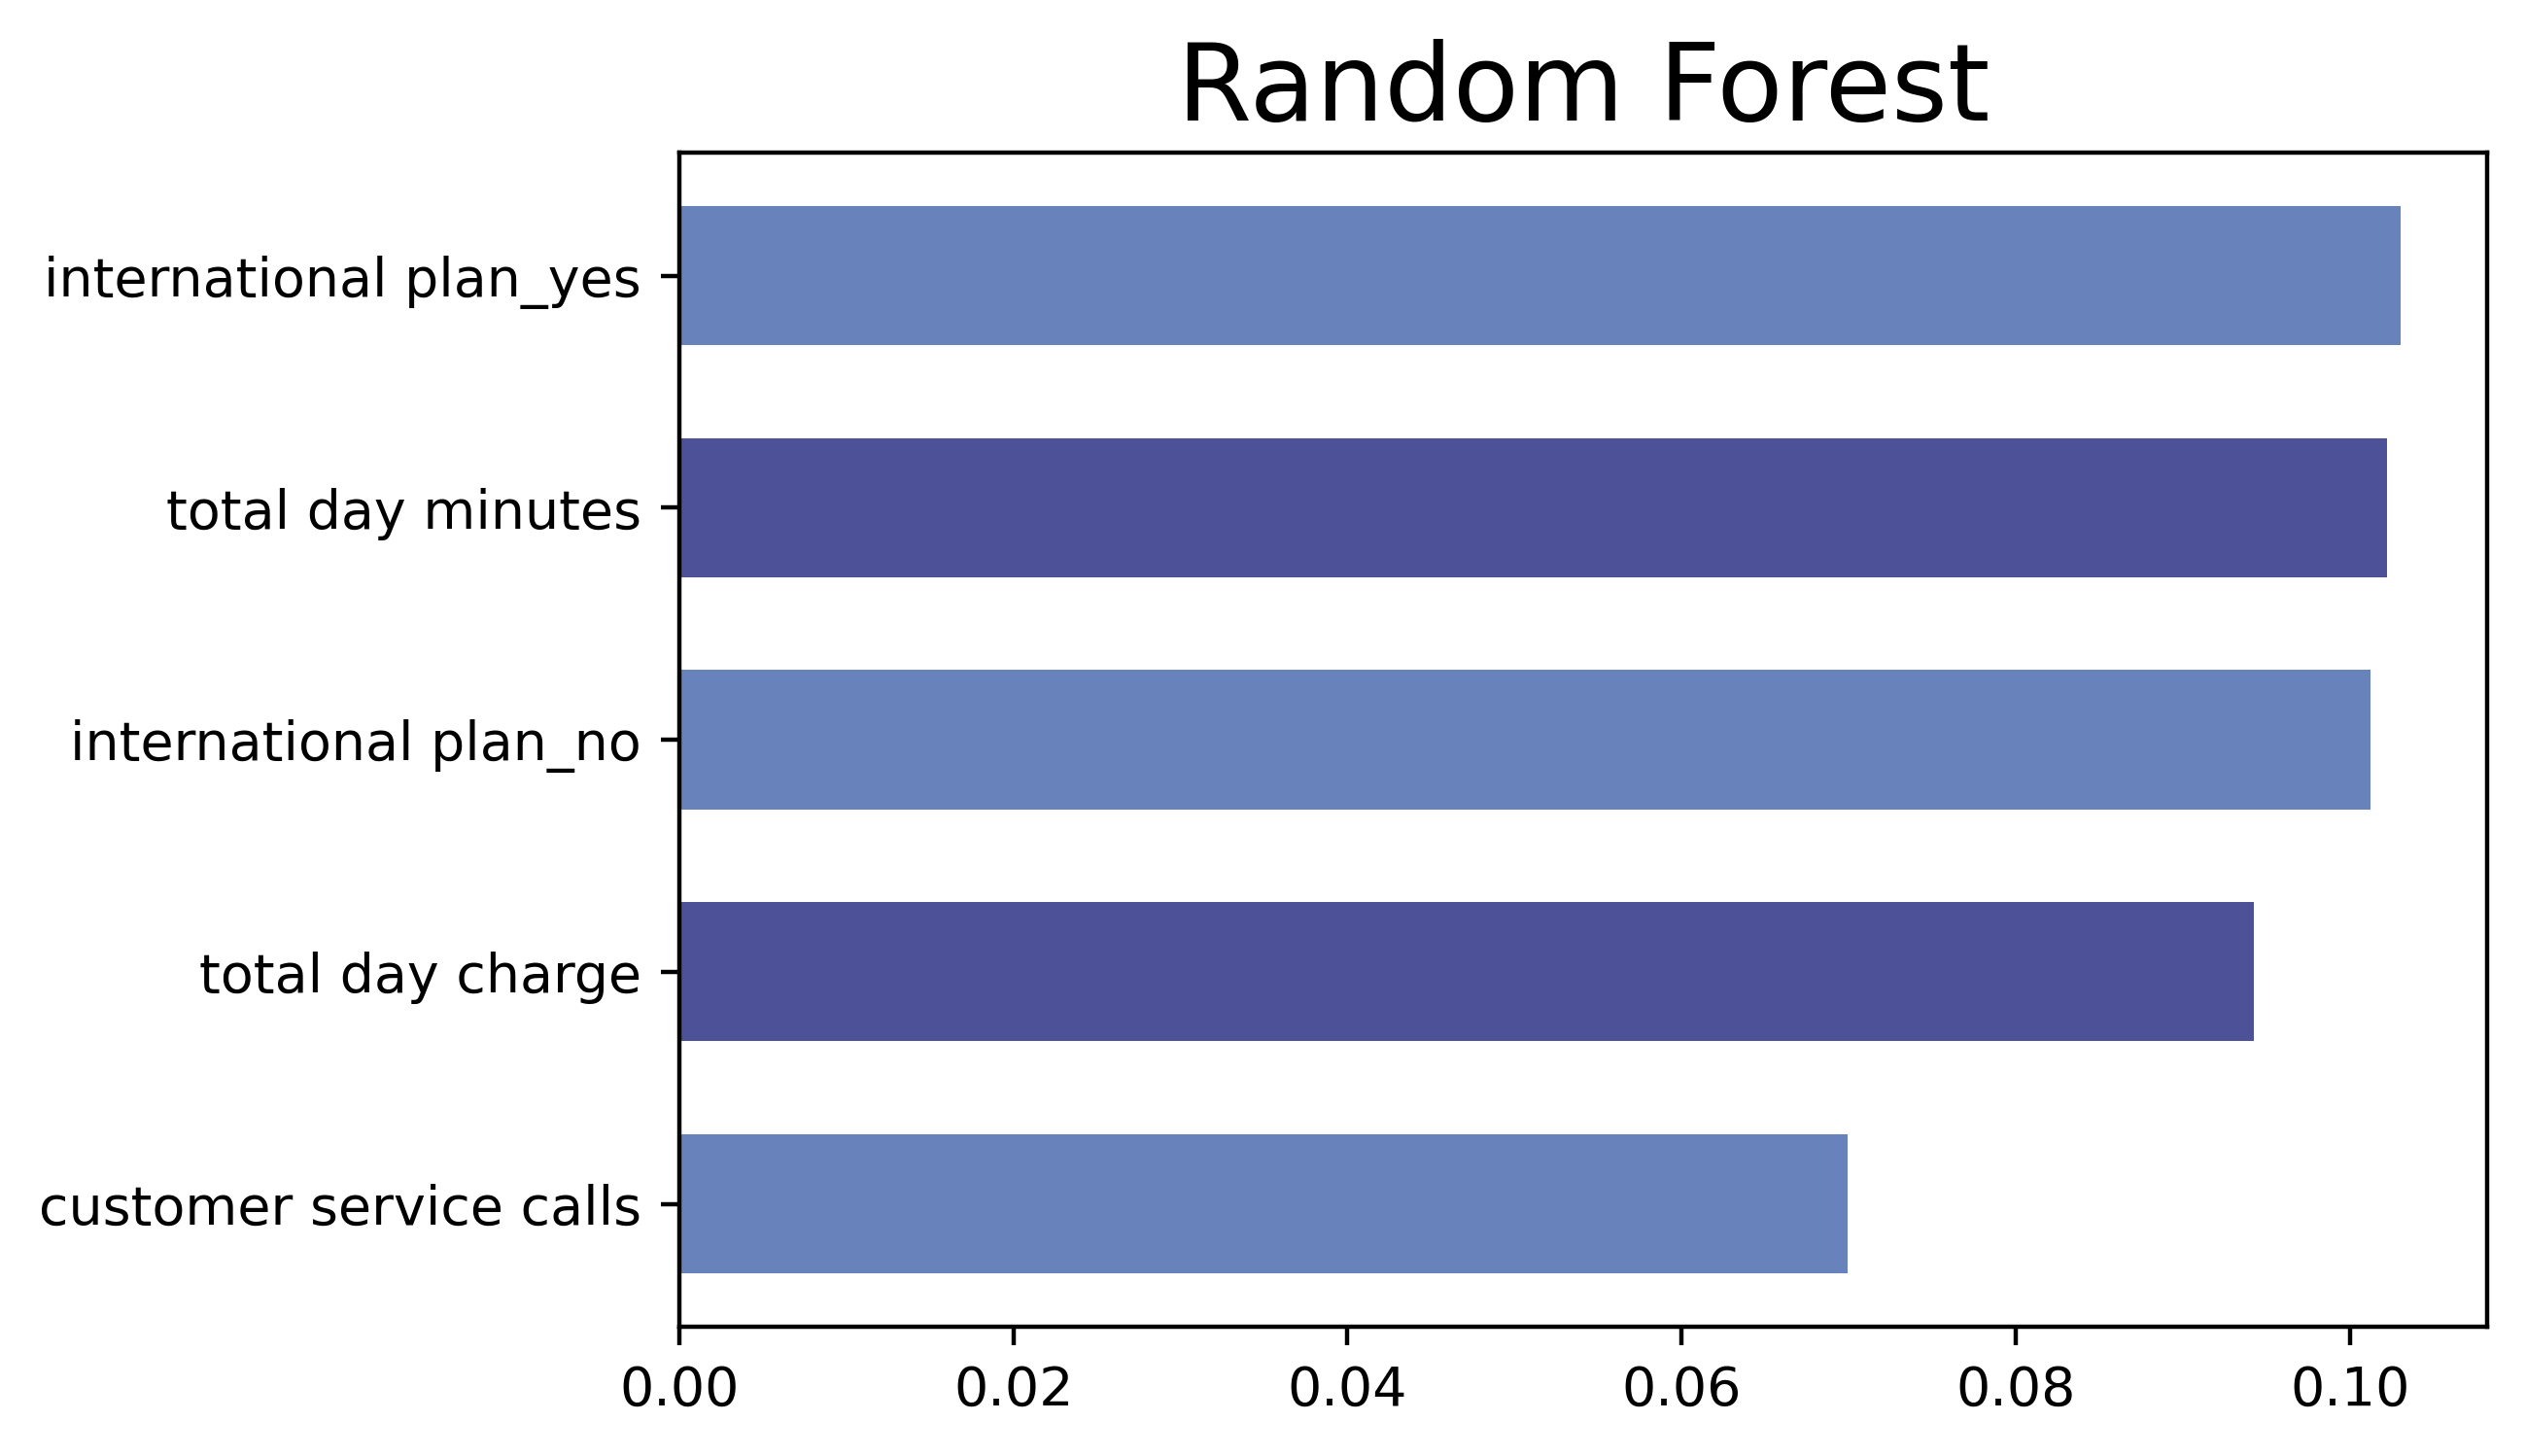 Random Forest
international plan_yes
total day minutes
international plan_no
total day charge
customer service calls
0.00 0.02 0.04 0.06 0.08 0.10